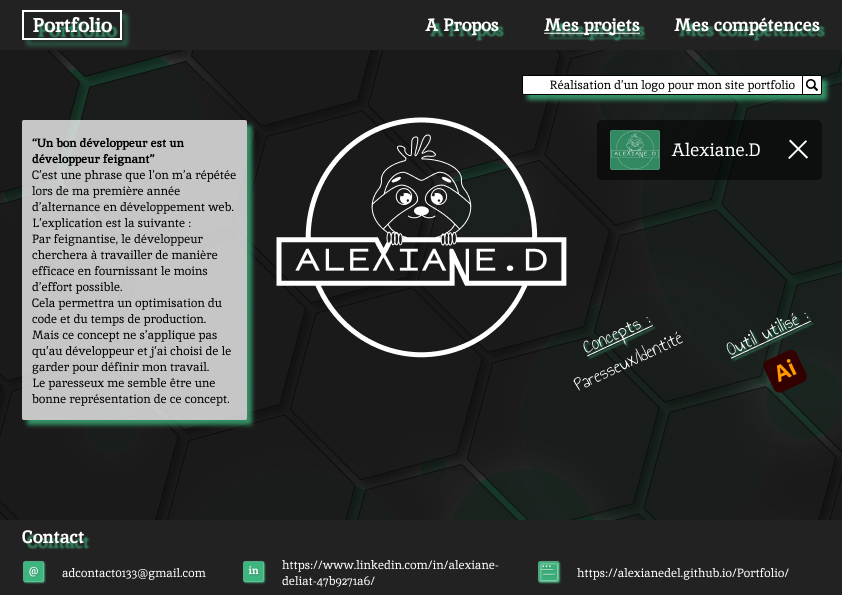 Portfolio
A Propos
Mes projets
Mes compétences
Réalisation d'un logo pour mon site portfolio
“Un bon développeur est un
développeur feignant”
C'est une phrase que l'on m'a répétée
lors de ma première année
d'alternance en développement web.
L'explication est la suivante :
Par feignantise, le développeur
cherchera à travailler de manière
efficace en fournissant le moins
d'effort possible.
Cela permettra un optimisation du
code et du temps de production.
Mais ce concept ne s'applique pas
qu'au développeur et j'ai choisi de le
garder pour définir mon travail.
Le paresseux me semble être une
bonne représentation de ce concept.
ALEXIANE.D
ALEXIANE.D
Alexiane.D
Concepts :
Paresseux/Identité
Outil utilisé :
Ai
Contact
@
adcontact0133@gmail.com
in
https://www.linkedin.com/in/alexiane-
deliat-47b9271a6/
https://alexianedel.github.io/Portfolio/